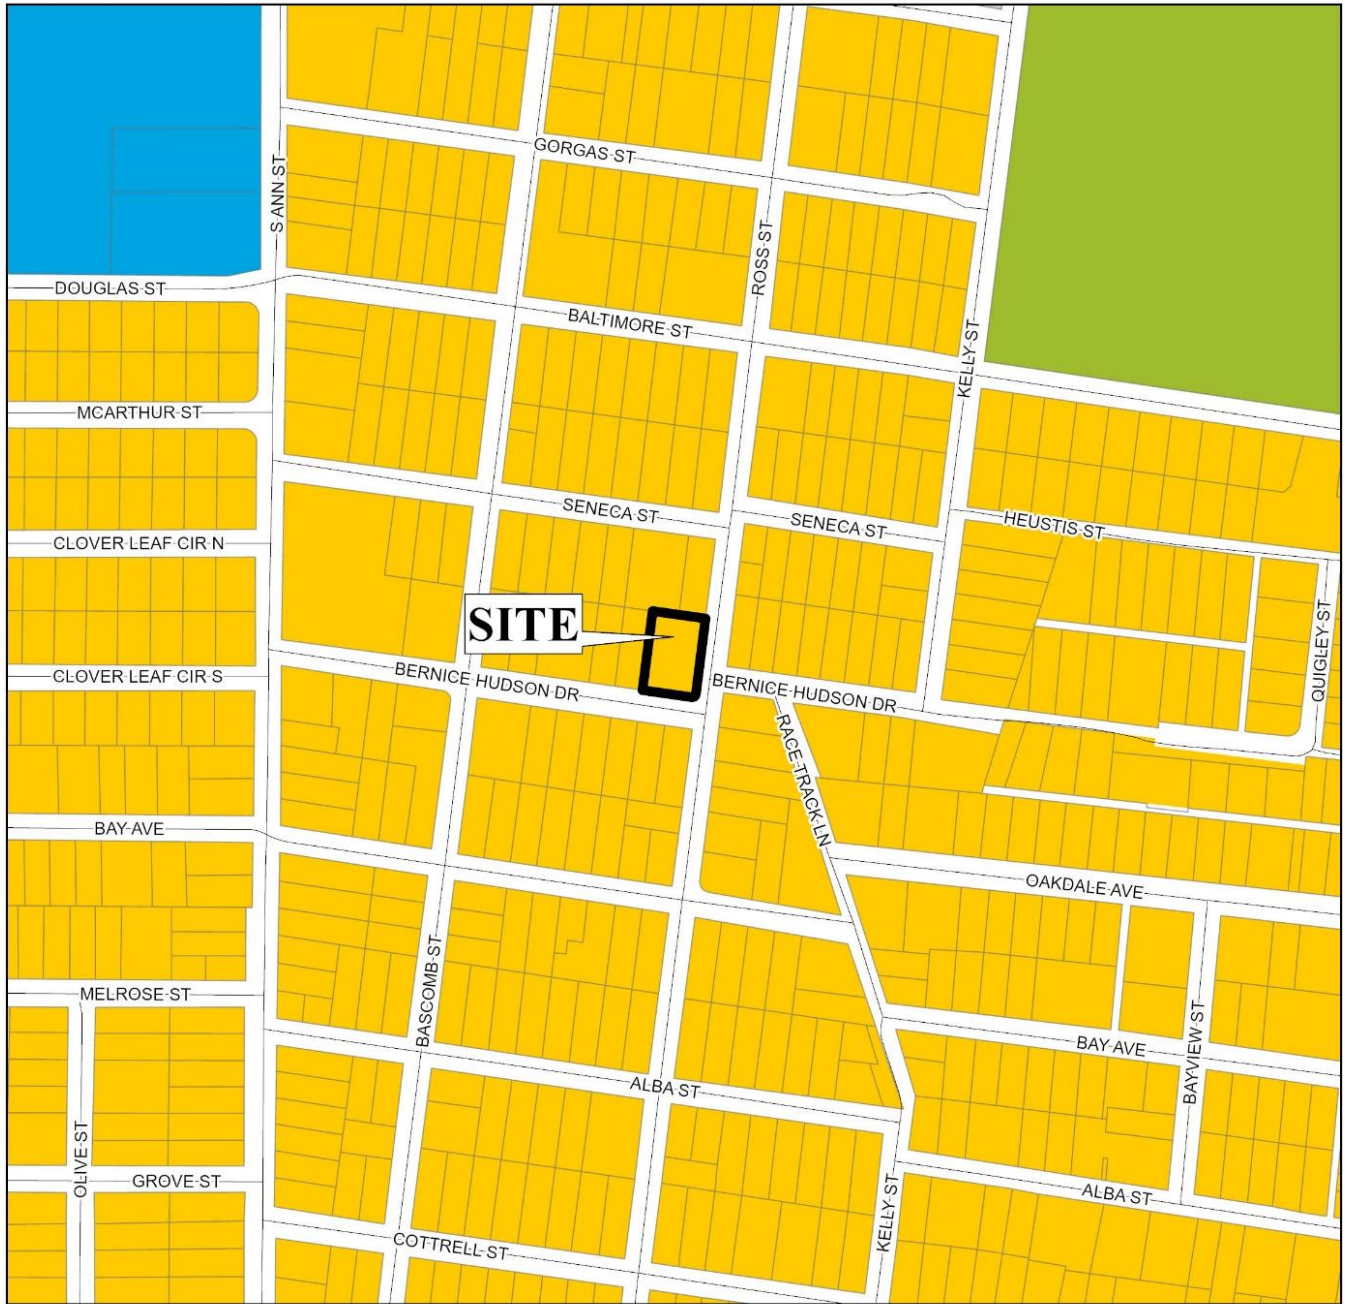 GORGAS ST
S ANN ST
ROSS ST
DOUGLAS ST
BALTIMORE ST
KELLY ST
MCARTHUR ST
SENECA ST
SENECA ST
HEUSTIS ST
CLOVER LEAF CIR N
SITE
QUIGLEY ST
CLOVER LEAF CIR S
BERNICE HUDSON DR
BERNICE HUDSON DR
RACE TRACK LN
BAY AVE
OAKDALE AVE
MELROSE ST
BASCOMB ST
BAY AVE
BAYVIEW ST
ALBA ST
OLIVE ST
GROVE ST
ALBA ST
KELLY ST
COTTRELL ST